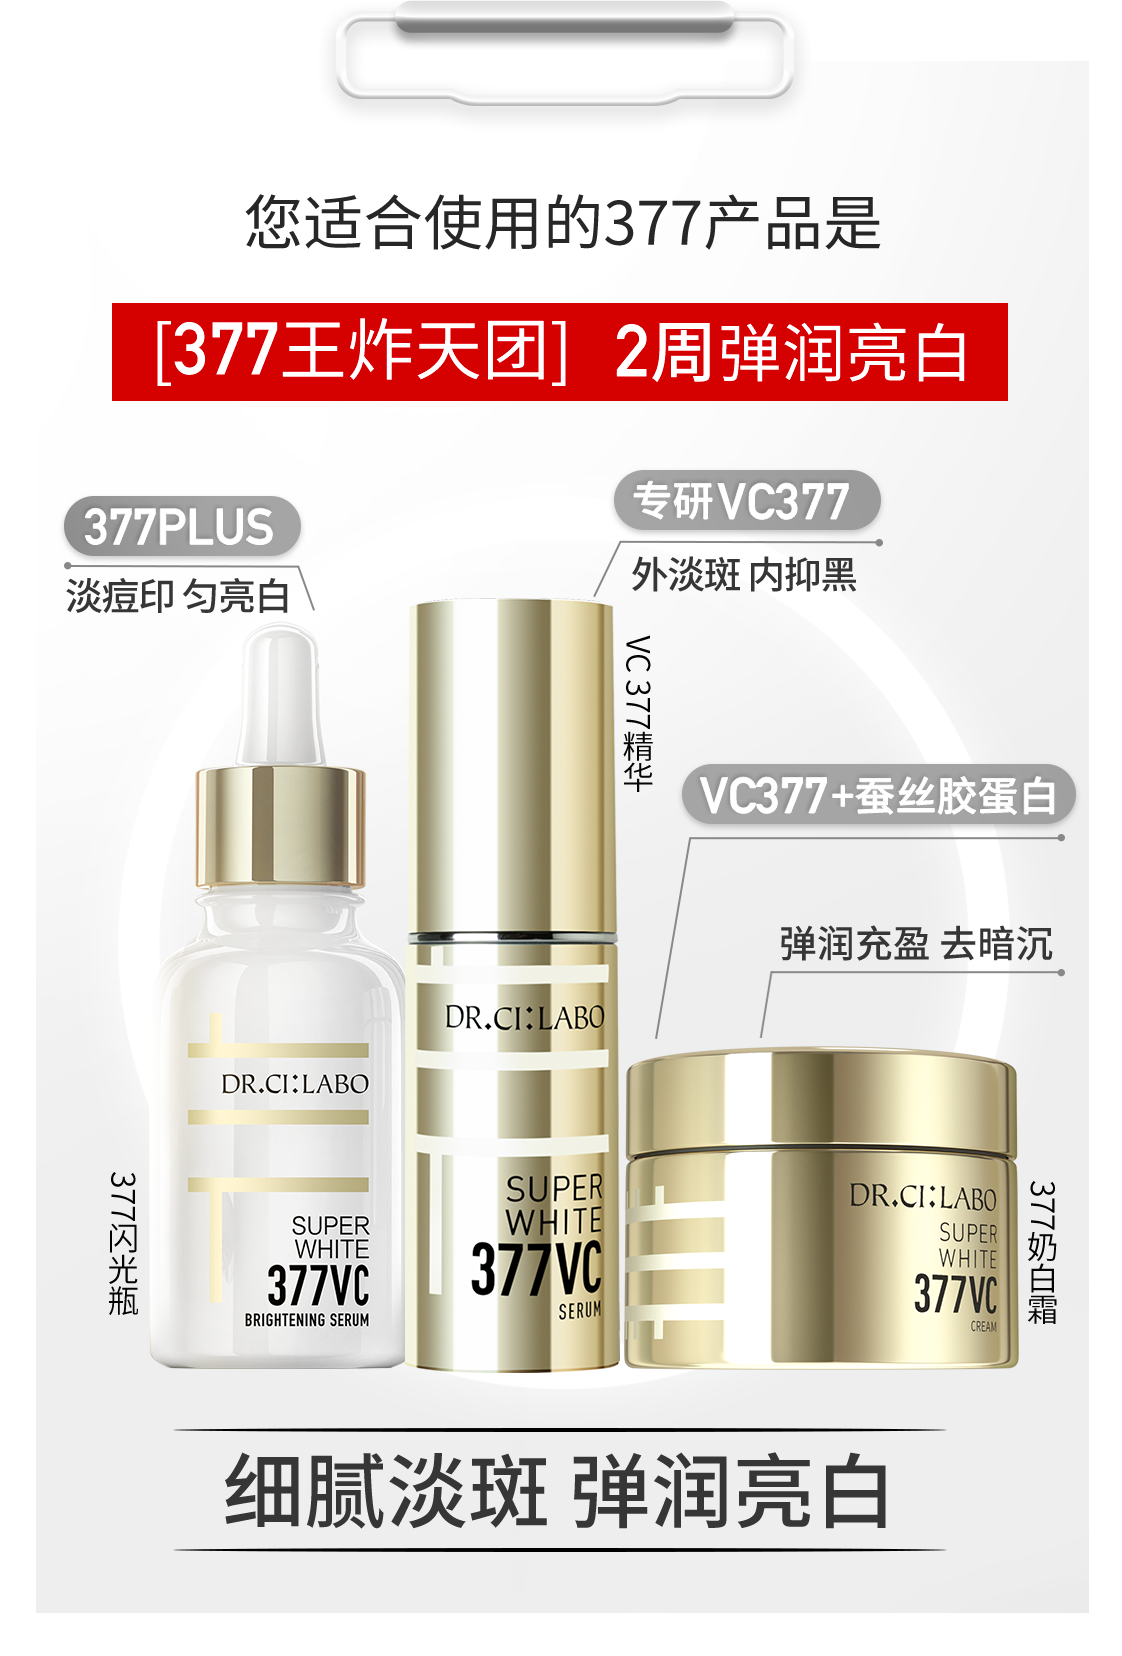 您适合使用的377产品是
[377王炸天团] 2周弹润亮白
377PLUS
淡痘印 匀亮白
专研VC377
外淡斑 内抑黑
VC 377精华
VC377+蚕丝胶蛋白
弹润充盈 去暗沉
DR.CI:LABO
SUPER
WHITE
377VC
BRIGHTENING SERUM
377闪光瓶
DR.CI:LABO
SUPER
WHITE
377VC
SERUM
DR.CI:LABO
SUPER
WHITE
377VC
CREAM
377奶白霜
细腻淡斑 弹润亮白